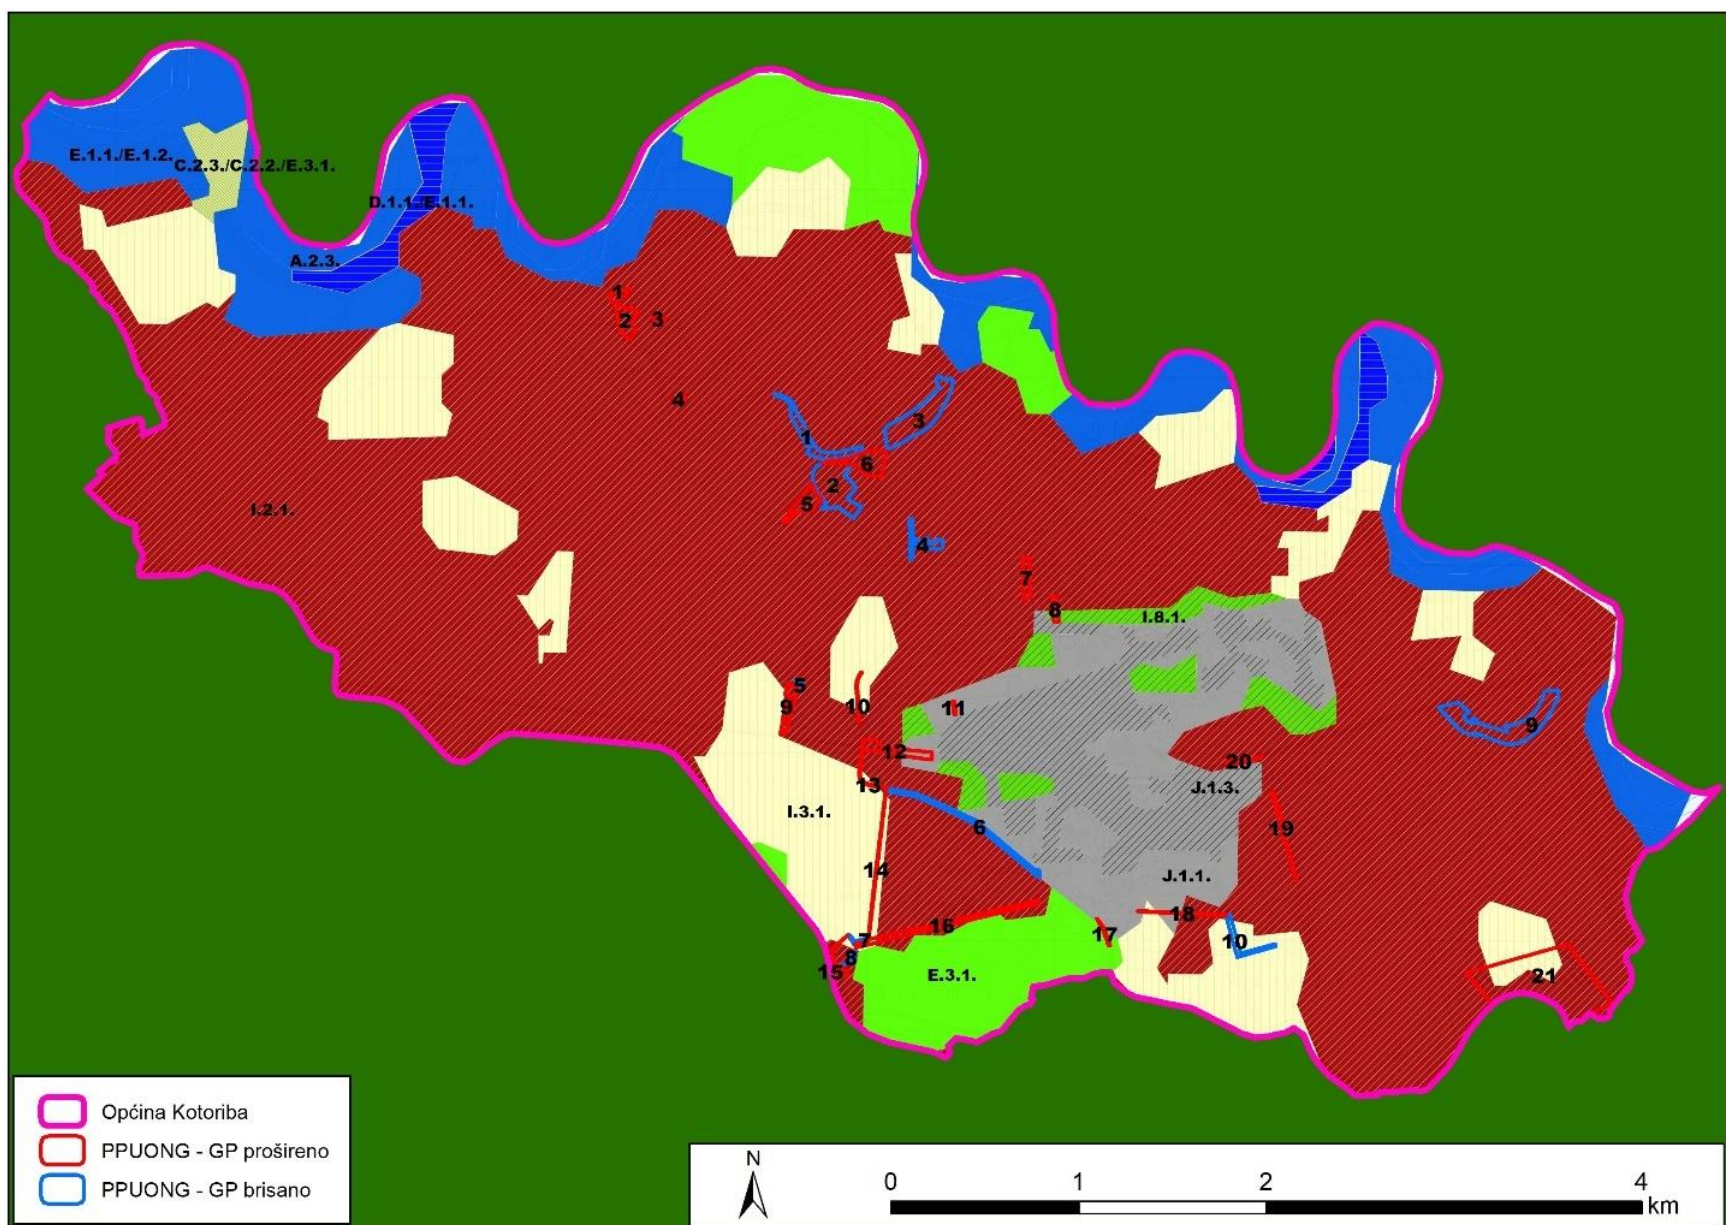 E.1.1./E.1.2.
C.2.3./C.2.2./E.3.1.
D.1.1./E.1.1.
A.2.3.
1
2
3
4
3
1
6
2
5
I.2.1.
4
7
8
I.8.1.
5
9
10
11
9
12
20
13
J.1.3.
I.3.1.
6
19
14
J.1.1.
18
16
17
7
10
8
15
E.3.1.
21
Općina Kotoriba
PPUONG - GP prošireno
PPUONG - GP brisano
N
0 1 2 4
km